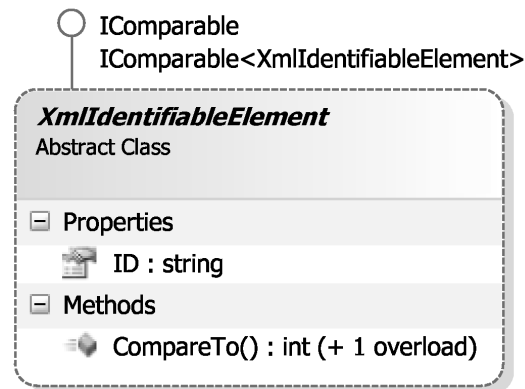 IComparable
IComparable<XmlIdentifiableElement>
XmlIdentifiableElement
Abstract Class
Properties
ID : string
Methods
CompareTo() : int (+ 1 overload)